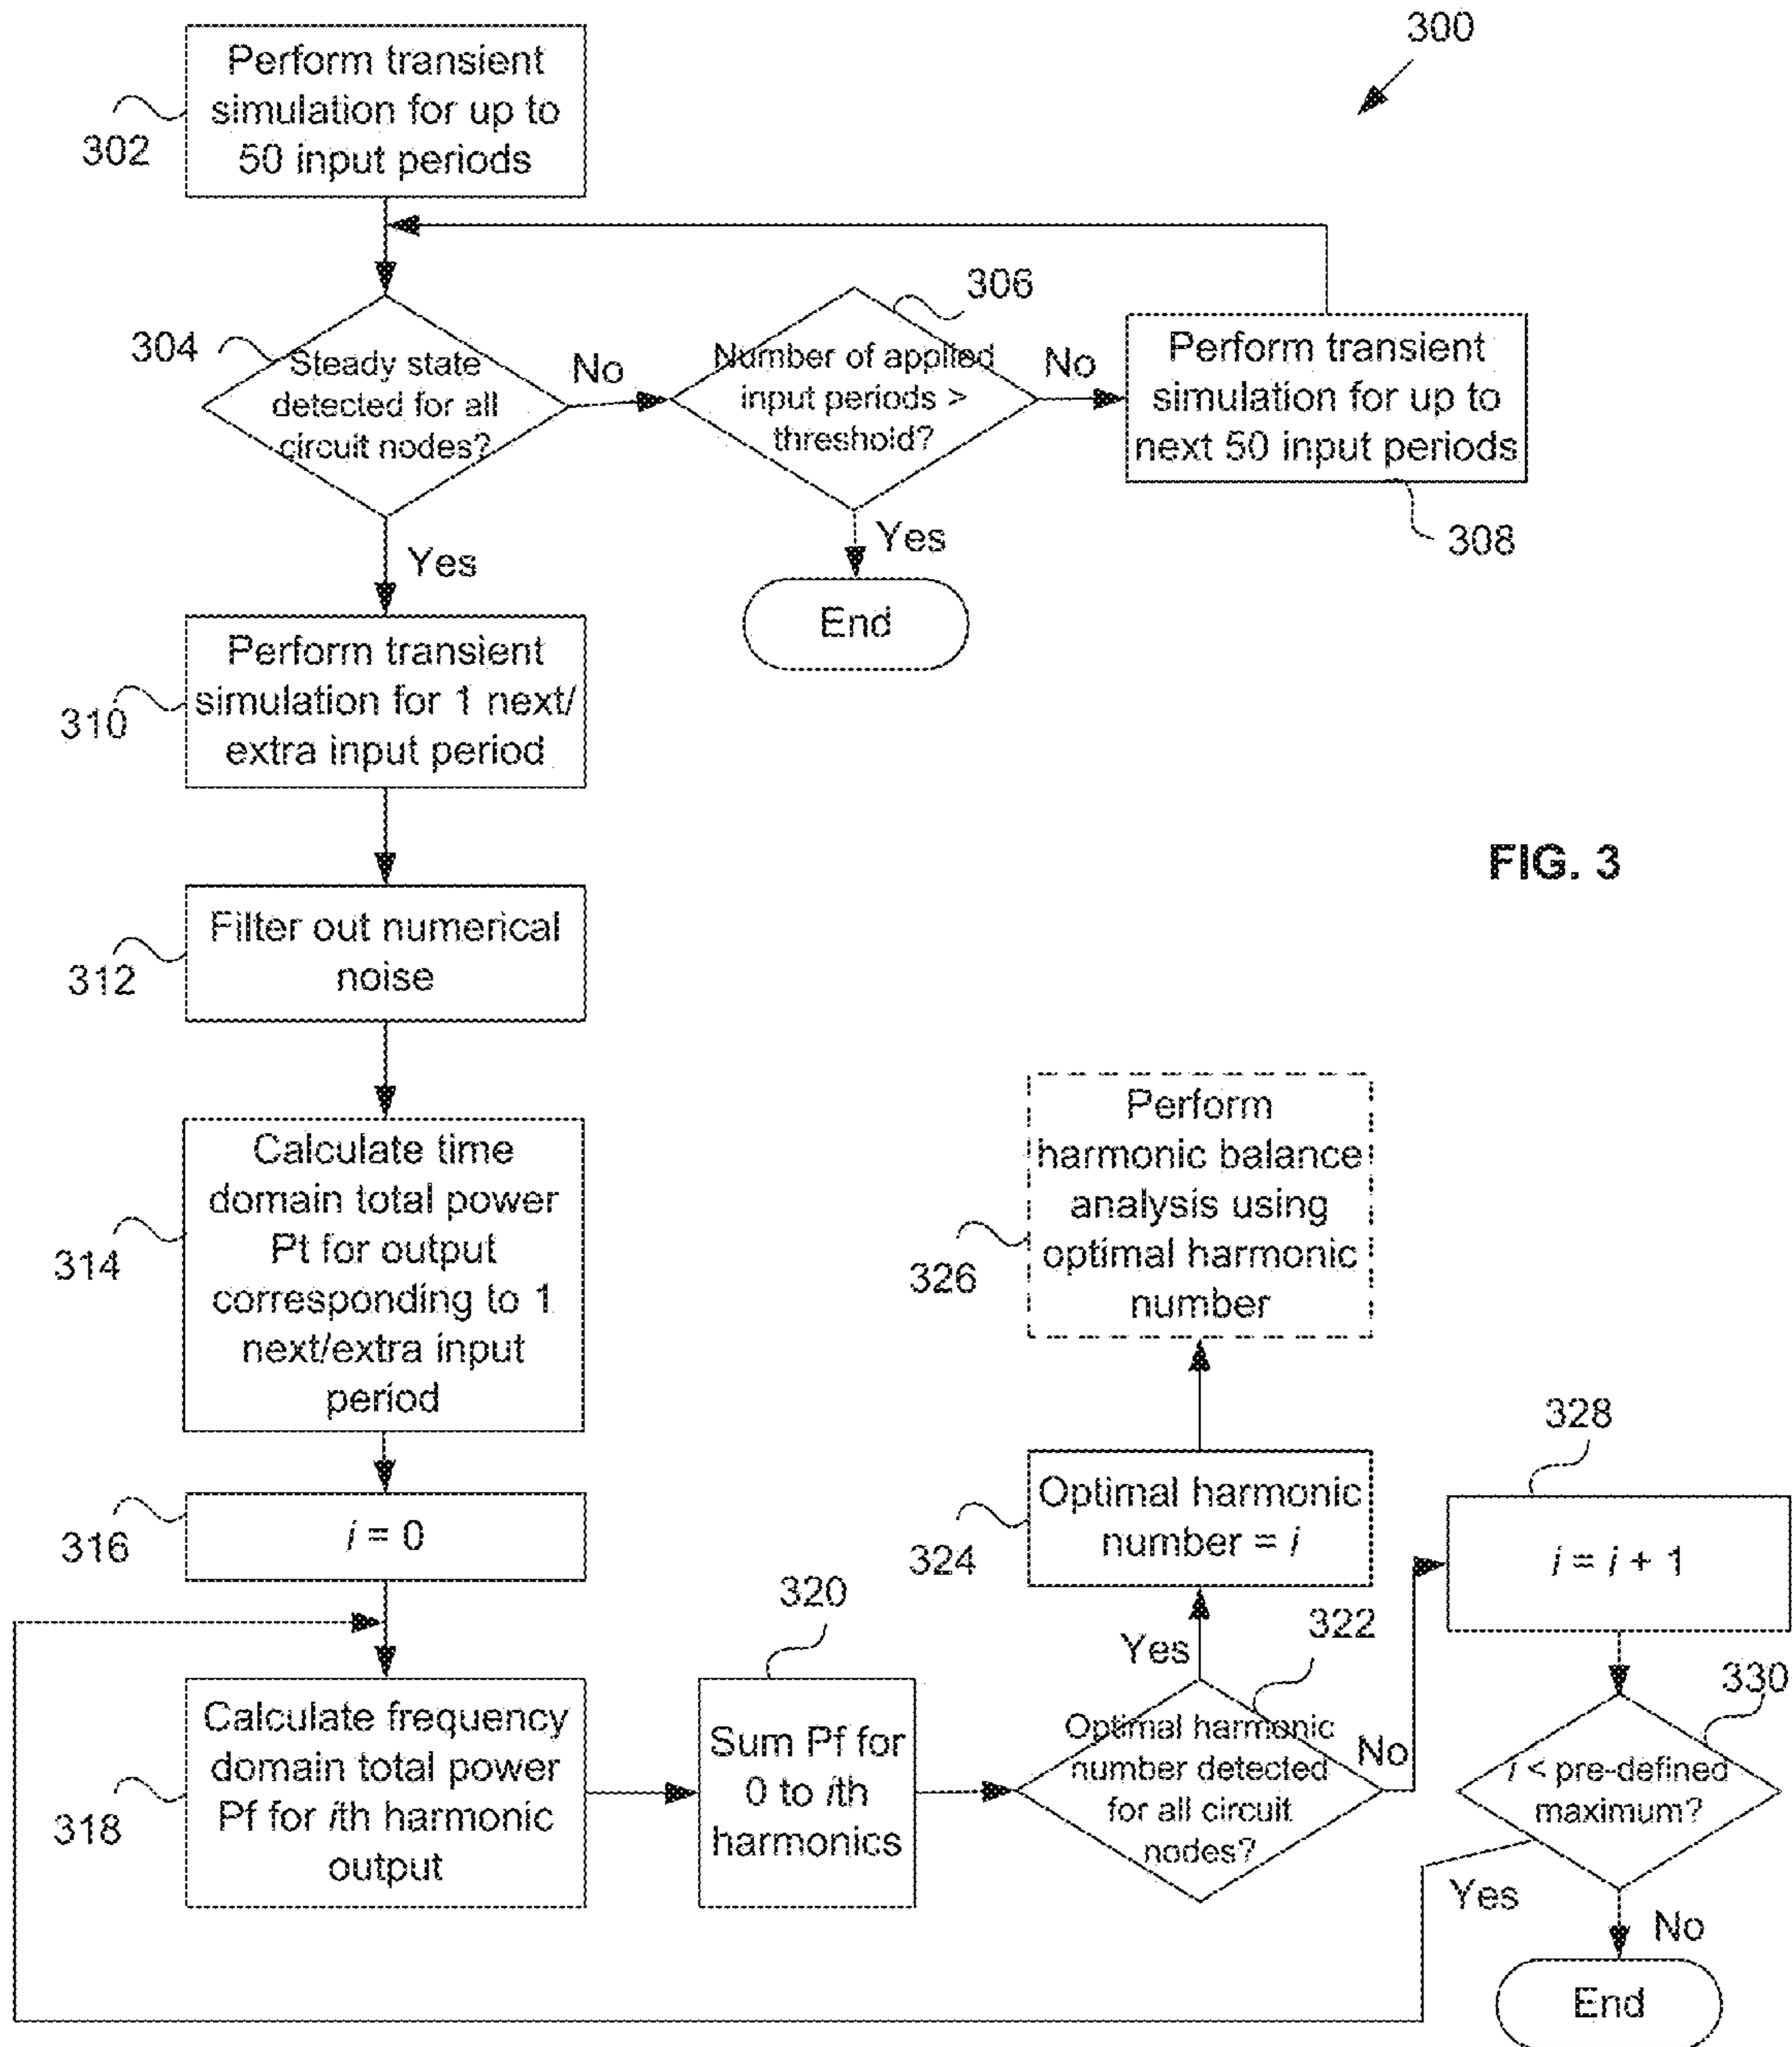 300
Perform transient
simulation for up to
50 input periods
302
304
Steady state
detected for all
circuit nodes?
No
Yes
306
Number of applied
input periods >
threshold?
No
Yes
End
Perform transient
simulation for up to
next 50 input periods
308
Perform transient
simulation for 1 next/
extra input period
310
FIG. 3
Filter out numerical
noise
312
Calculate time
domain total power
Pt for output
corresponding to 1
next/extra input
period
314
i = 0
316
Calculate frequency
domain total power
Pf for ith harmonic
output
318
320
Sum Pf for
0 to ith
harmonics
322
Optimal harmonic
number detected
for all circuit
nodes?
Yes
No
Optimal harmonic
number = i
324
Perform
harmonic balance
analysis using
optimal harmonic
number
326
328
i = i + 1
330
i < pre-defined
maximum?
Yes
No
End